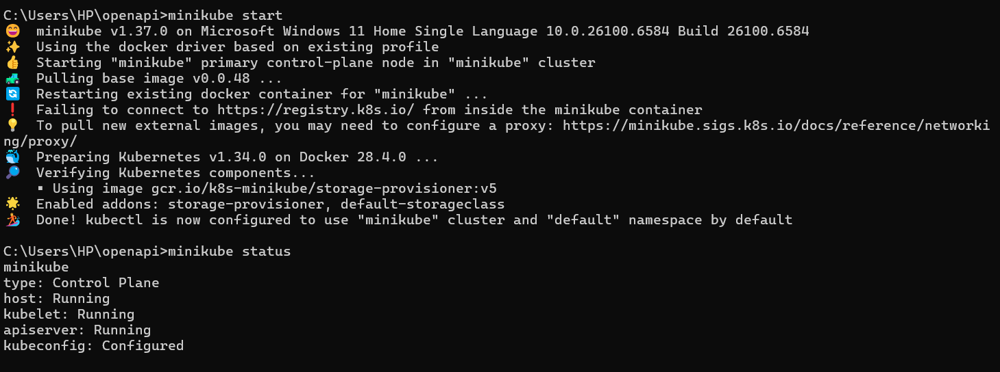 C:\Users\HP\openapi>minikube start
😄  minikube v1.37.0 on Microsoft Windows 11 Home Single Language 10.0.26100.6584 Build 26100.6584
✨  Using the docker driver based on existing profile
👍  Starting "minikube" primary control-plane node in "minikube" cluster
🚜  Pulling base image v0.0.48 ...
🔄  Restarting existing docker container for "minikube" ...
❗  Failing to connect to https://registry.k8s.io/ from inside the minikube container
💡  To pull new external images, you may need to configure a proxy: https://minikube.sigs.k8s.io/docs/reference/networki
ng/proxy/
🐳  Preparing Kubernetes v1.34.0 on Docker 28.4.0 ...
🔎  Verifying Kubernetes components...
    ▪ Using image gcr.io/k8s-minikube/storage-provisioner:v5
🌟  Enabled addons: storage-provisioner, default-storageclass
🏄  Done! kubectl is now configured to use "minikube" cluster and "default" namespace by default
C:\Users\HP\openapi>minikube status
minikube
type: Control Plane
host: Running
kubelet: Running
apiserver: Running
kubeconfig: Configured